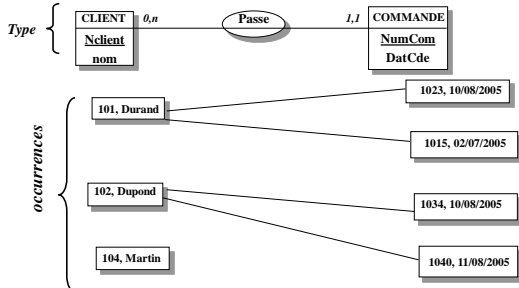 Type
CLIENT
Nclient
nom
0,n
Passe
1,1
COMMANDE
NumCom
DatCde
occurrences
101, Durand
102, Dupond
104, Martin
1023, 10/08/2005
1015, 02/07/2005
1034, 10/08/2005
1040, 11/08/2005